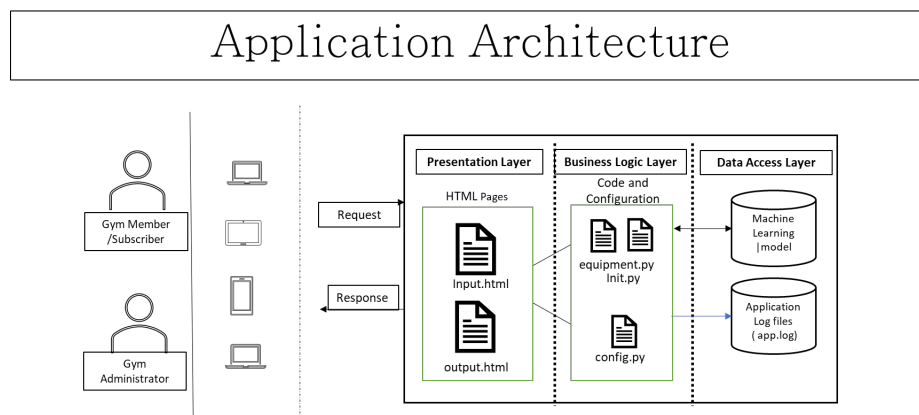 Application Architecture
Presentation Layer
Business Logic Layer
Data Access Layer
HTML Pages
Code and
Configuration
Gym Member
/Subscriber
Request
Input.html
equipment.py
Init.py
Machine
Learning
|model
Response
output.html
config.py
Application
Log files
( app.log)
Gym
Administrator